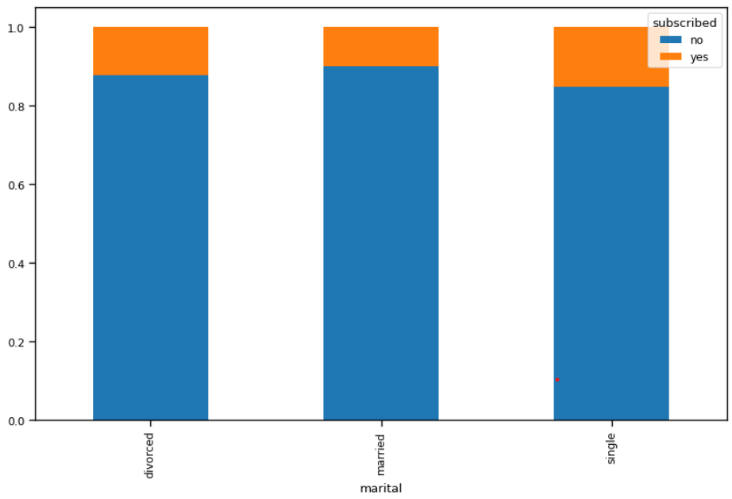 subscribed
no
yes
1.0
0.8
0.6
0.4
0.2
0.0
divorced
married
single
marital